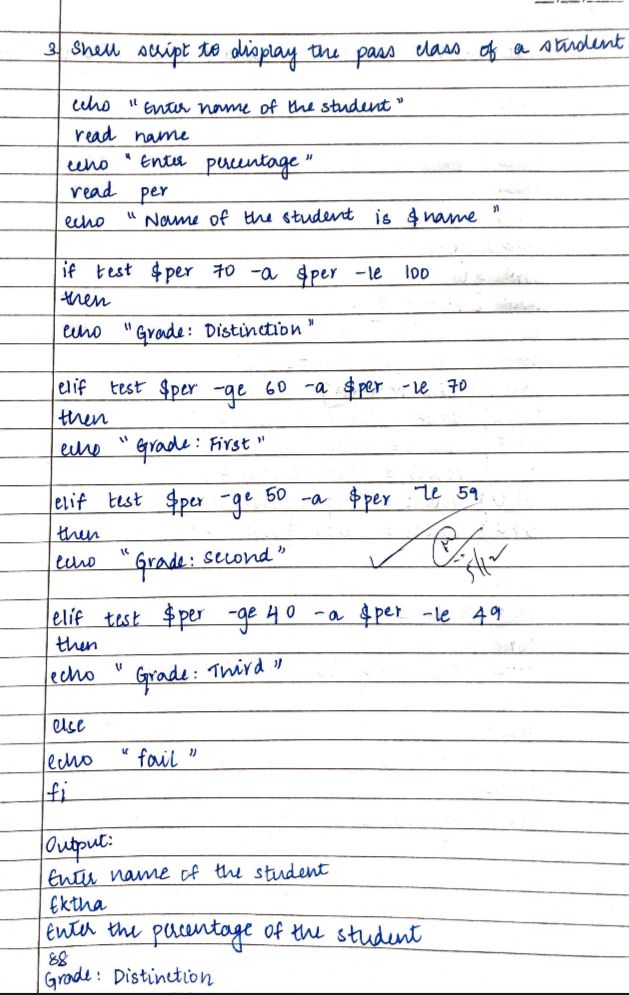 3. Shell script to display the pass class of a student
echo "Enter name of the student"
read name
echo "Enter percentage"
read per
echo "Name of the student is $name"
if test $per 70 -a $per -le 100
then
echo "Grade: Distinction"
elif test $per -ge 60 -a $per -le 70
then
echo "Grade: First"
elif test $per -ge 50 -a $per -le 59
then
echo "Grade: Second"
elif test $per -ge 40 -a $per -le 49
then
echo "Grade: Third"
else
echo "fail"
fi
Output:
Enter name of the student
Ektha
Enter the percentage of the student
88
Grade: Distinction